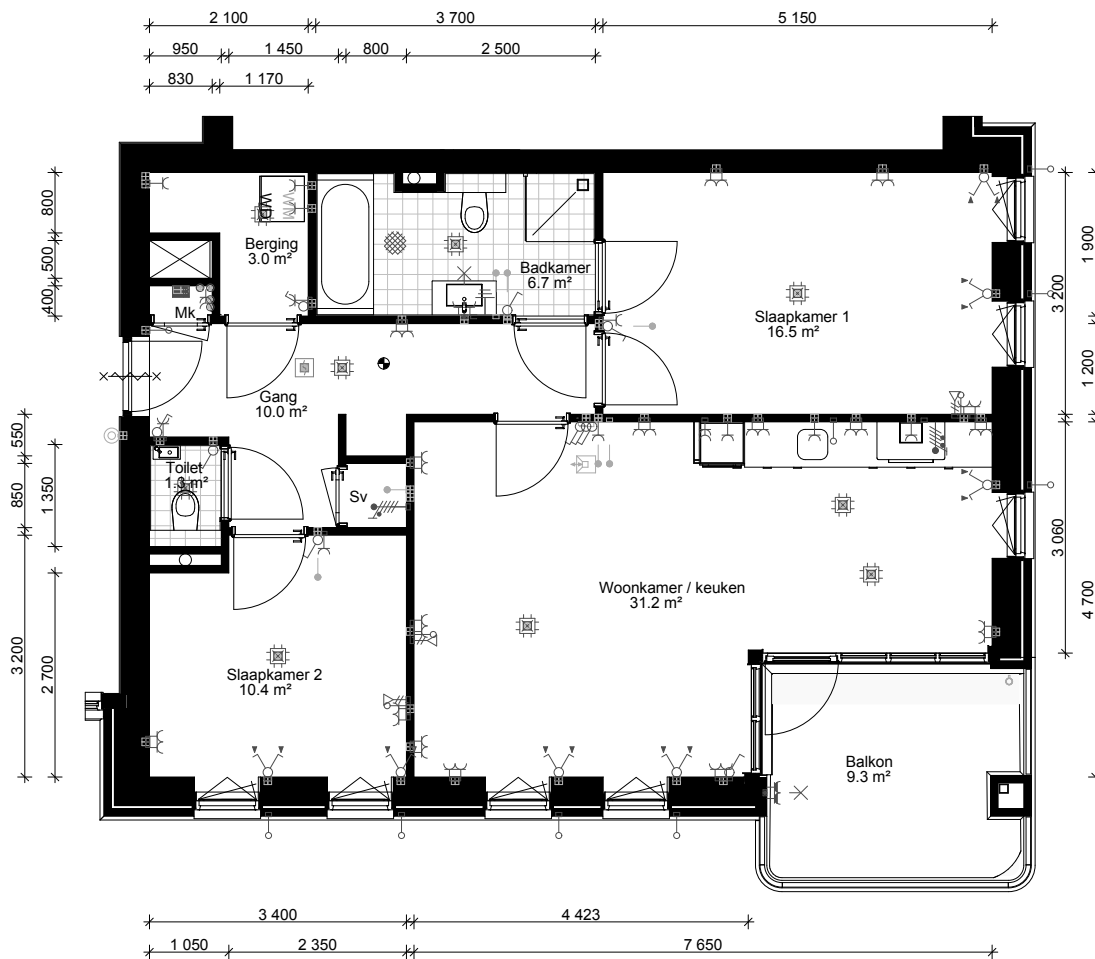 2 100
3 700
5 150
950
1 450
800
2 500
830
1 170
800
500
400
550
850
1 350
3 200
2 700
WD
WM
Berging
3.0 m²
Badkamer
6.7 m²
Slaapkamer 1
16.5 m²
Mk
Gang
10.0 m²
Toilet
1.3 m²
Sv
Woonkamer / keuken
31.2 m²
Slaapkamer 2
10.4 m²
Balkon
9.3 m²
1 900
3 200
1 200
3 060
4 700
3 400
4 423
1 050
2 350
7 650